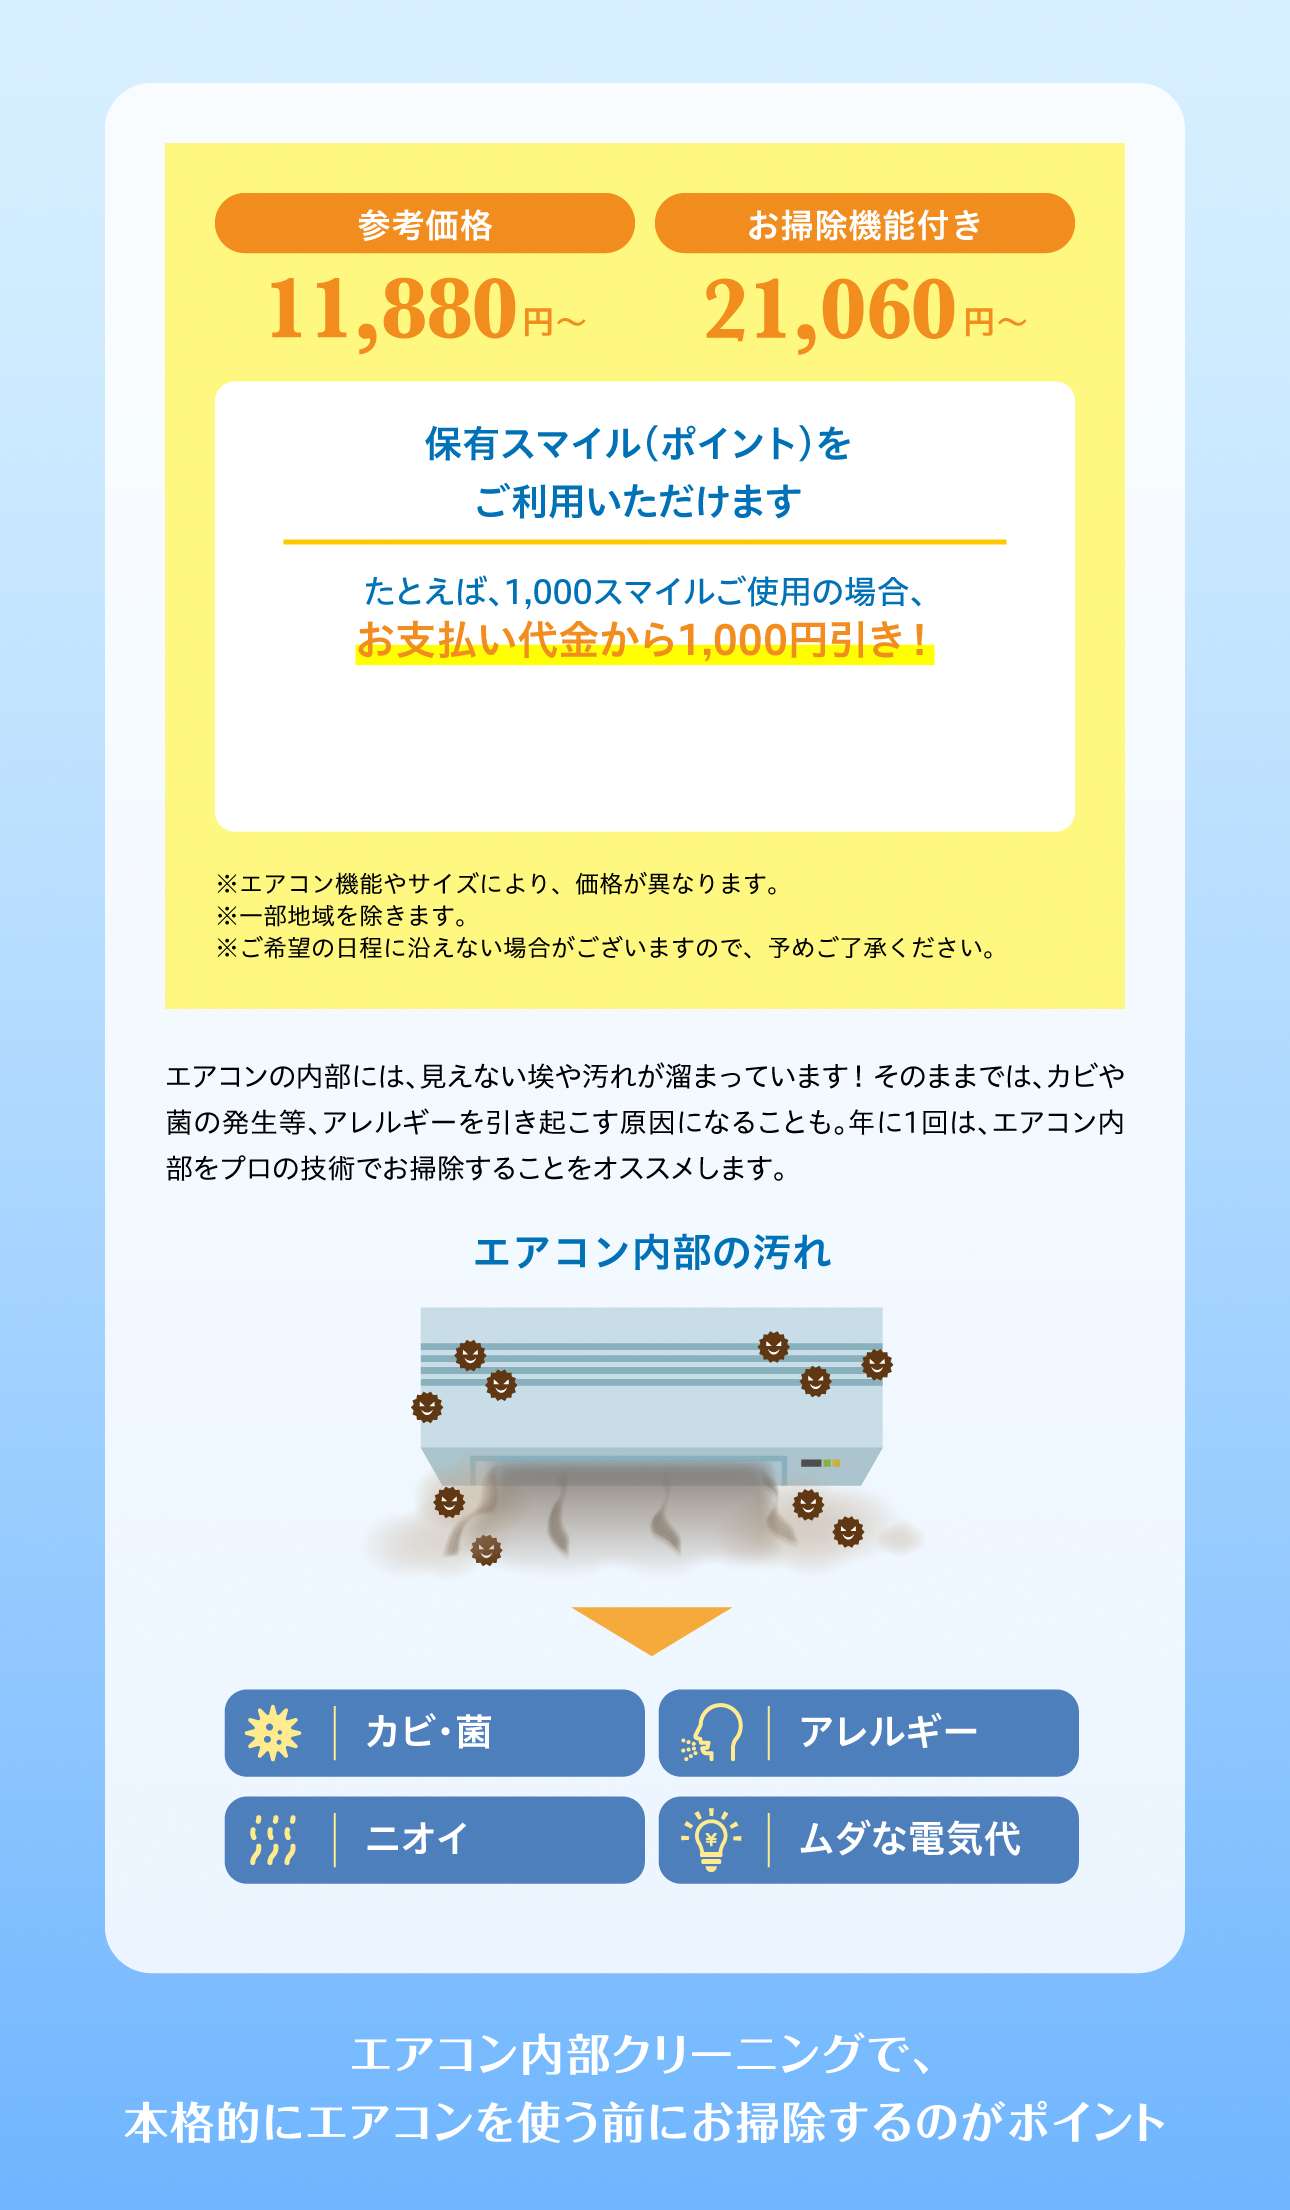 参考価格
11,880円～
お掃除機能付き
21,060円～
保有スマイル（ポイント）を
ご利用いただけます
たとえば、1,000スマイルご使用の場合、
お支払い代金から1,000円引き！
※エアコン機能やサイズにより、価格が異なります。
※一部地域を除きます。
※ご希望の日程に沿えない場合がございますので、予めご了承ください。
エアコンの内部には、見えない埃や汚れが溜まっています！そのままでは、カビや
菌の発生等、アレルギーを引き起こす原因になることも。年に1回は、エアコン内
部をプロの技術でお掃除することをオススメします。
エアコン内部の汚れ
カビ・菌
アレルギー
ニオイ
¥
ムダな電気代
エアコン内部クリーニングで、
本格的にエアコンを使う前にお掃除するのがポイント